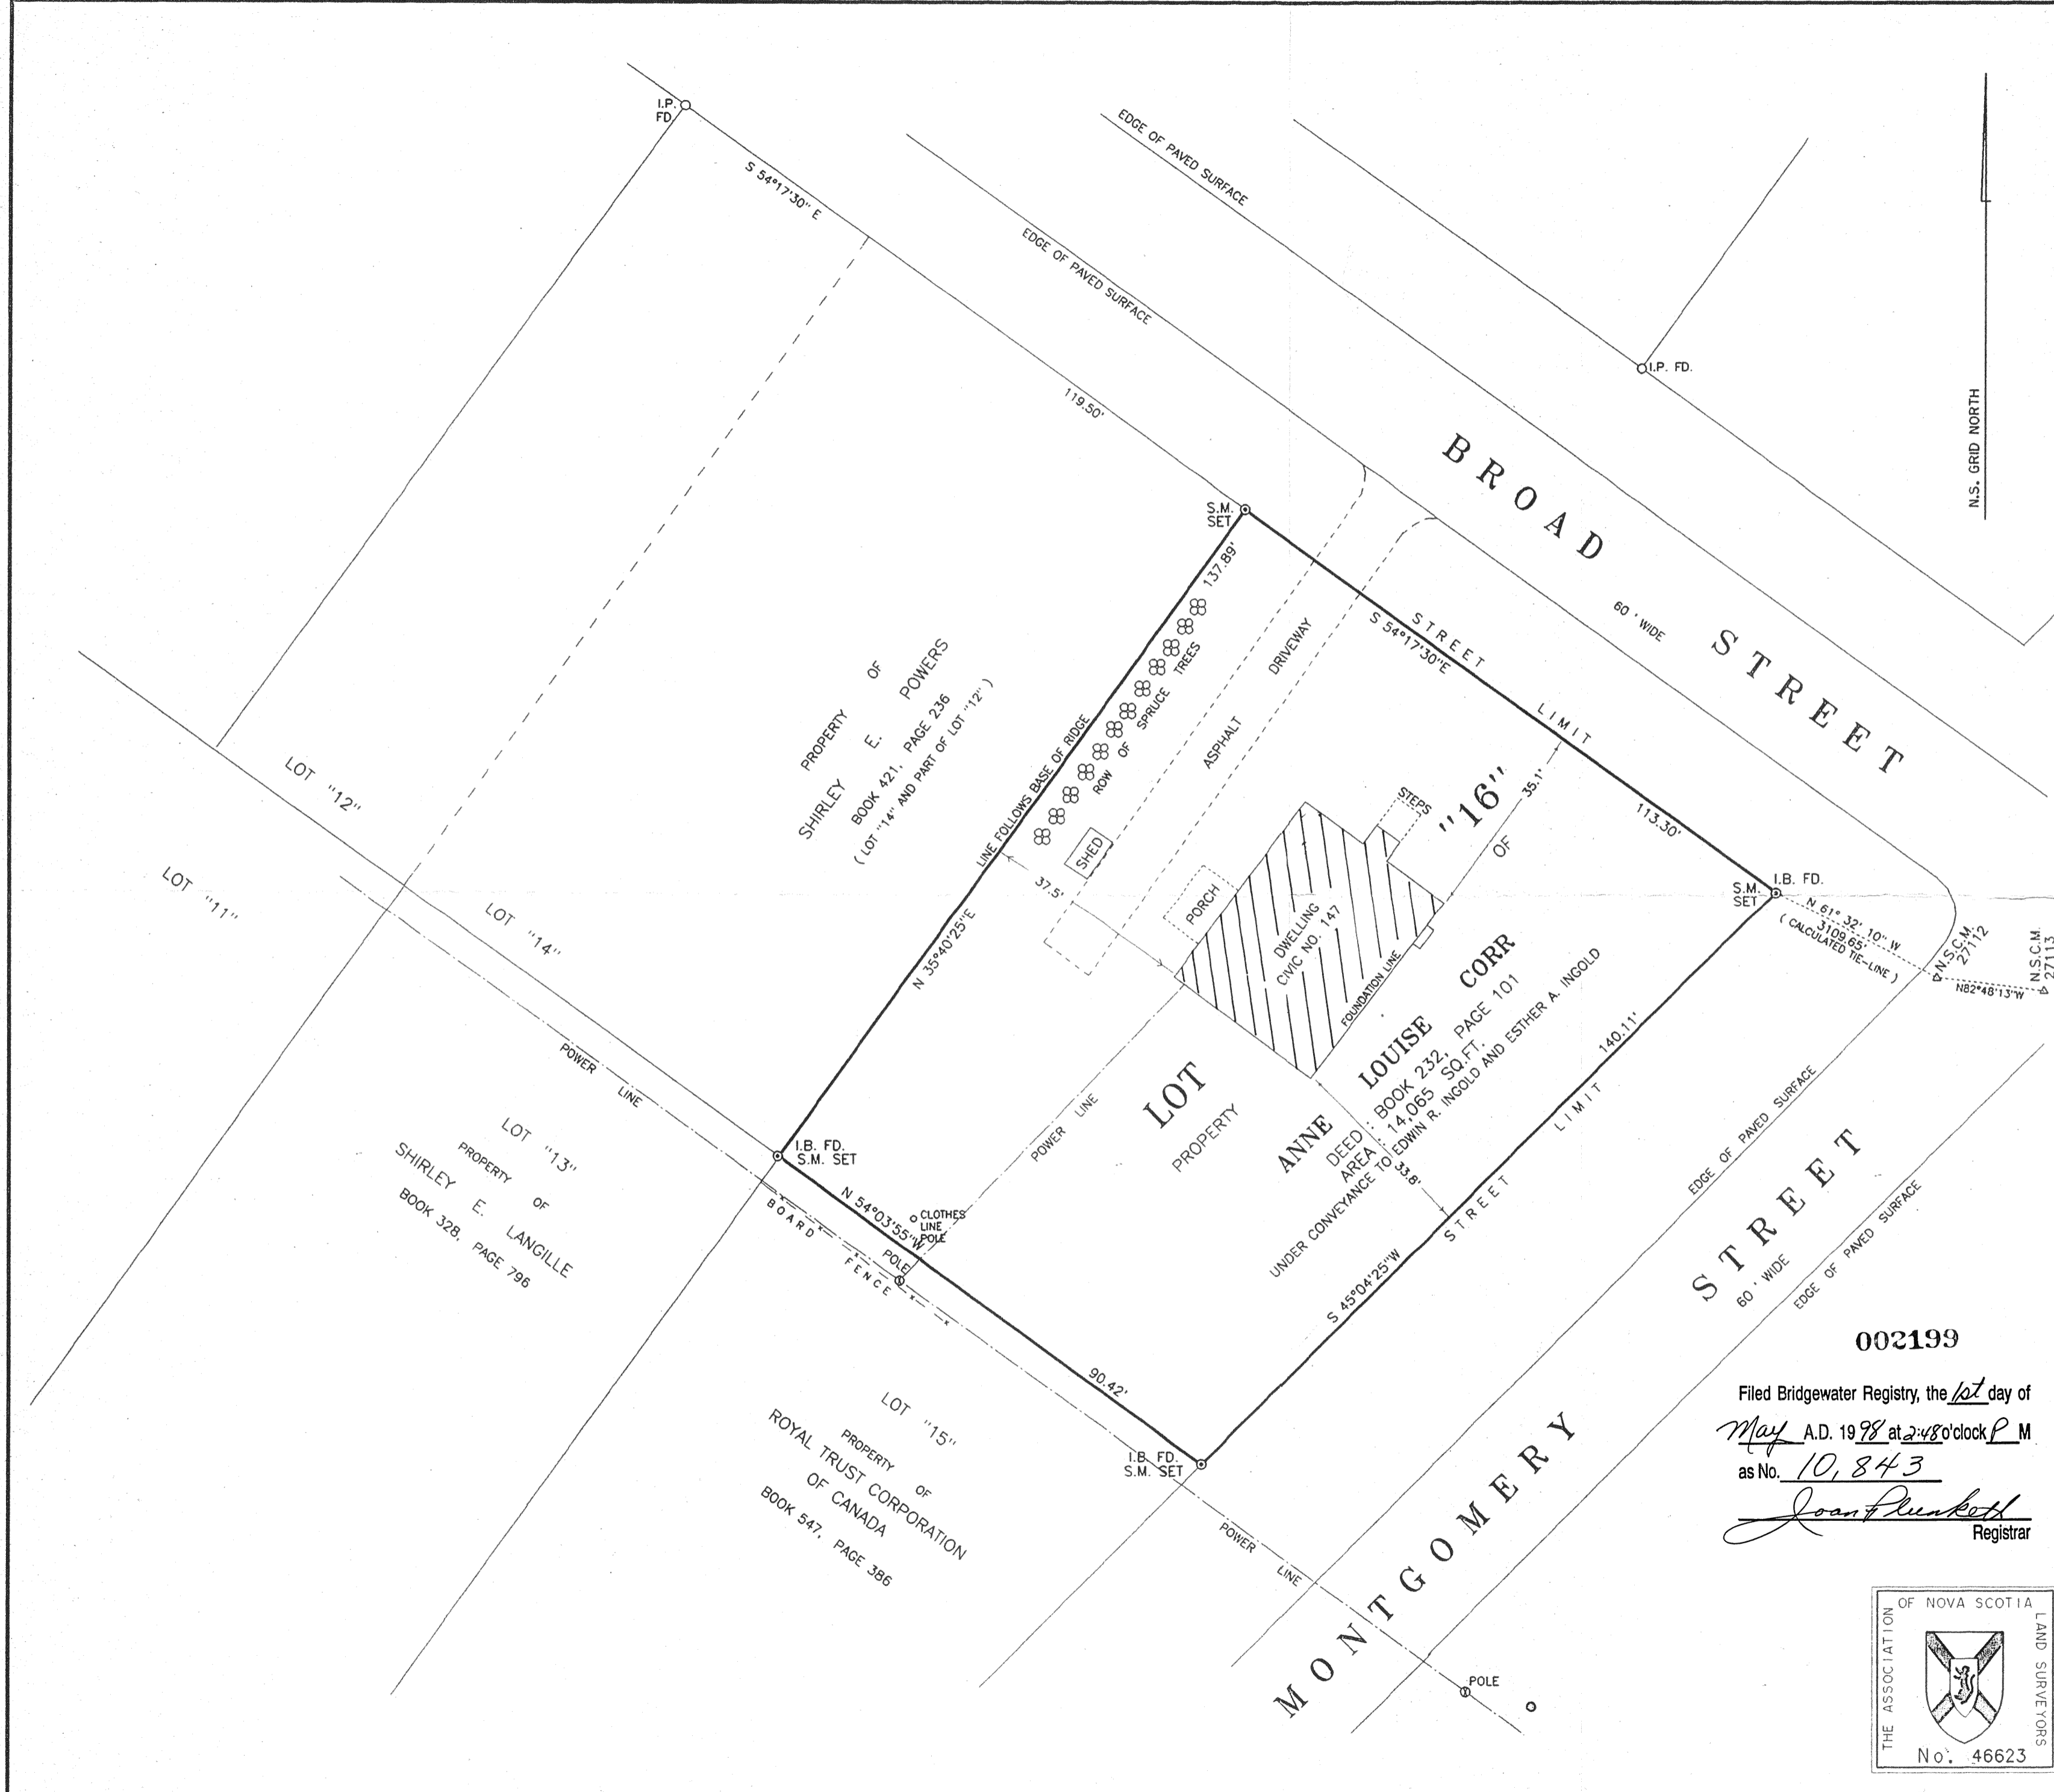 I.P.
FD.
S 54°17'30" E
119.50'
EDGE OF PAVED SURFACE
EDGE OF PAVED SURFACE
I.P. FD.
N.S. GRID NORTH
BROAD STREET
60 ' WIDE
S.M.
SET
137.89'
STREET LIMIT
S 54°17'30"E
113.30'
ROW OF SPRUCE TREES
LINE FOLLOWS BASE OF RIDGE
N 35°40'25"E
ASPHALT DRIVEWAY
SHED
37.5'
PORCH
STEPS
35.1'
DWELLING
CIVIC NO. 147
FOUNDATION LINE
PROPERTY OF
SHIRLEY E. POWERS
BOOK 421, PAGE 236
( LOT "14" AND PART OF LOT "12" )
LOT "12"
LOT "11"
LOT "14"
LOT "16"
PROPERTY OF
ANNE LOUISE CORR
DEED : BOOK 232, PAGE 101
AREA : 14,065 SQ.FT.
UNDER CONVEYANCE TO EDWIN R. INGOLD AND ESTHER A. INGOLD
33.8'
S.M.
SET
I.B. FD.
N 61° 32' 10" W
3109.65'
( CALCULATED TIE-LINE )
N.S.C.M.
27112
N82°48'13"W
N.S.C.M.
27113
140.11'
STREET LIMIT
S 45°04'25"W
EDGE OF PAVED SURFACE
EDGE OF PAVED SURFACE
MONTGOMERY STREET
60 ' WIDE
POWER LINE
POWER LINE
I.B. FD.
S.M. SET
N 54°03'55"W
CLOTHES
LINE
POLE
POLE
BOARD FENCE
90.42'
I.B. FD.
S.M. SET
LOT "13"
PROPERTY OF
SHIRLEY E. LANGILLE
BOOK 328, PAGE 796
LOT "15"
PROPERTY OF
ROYAL TRUST CORPORATION
OF CANADA
BOOK 547, PAGE 386
POWER LINE
POLE
002199
Filed Bridgewater Registry, the 1st day of
May A.D. 1998 at 2:48 o'clock P M
as No. 10,843
Joan Plunkett
Registrar
THE ASSOCIATION
OF NOVA SCOTIA
LAND SURVEYORS
No. 46623